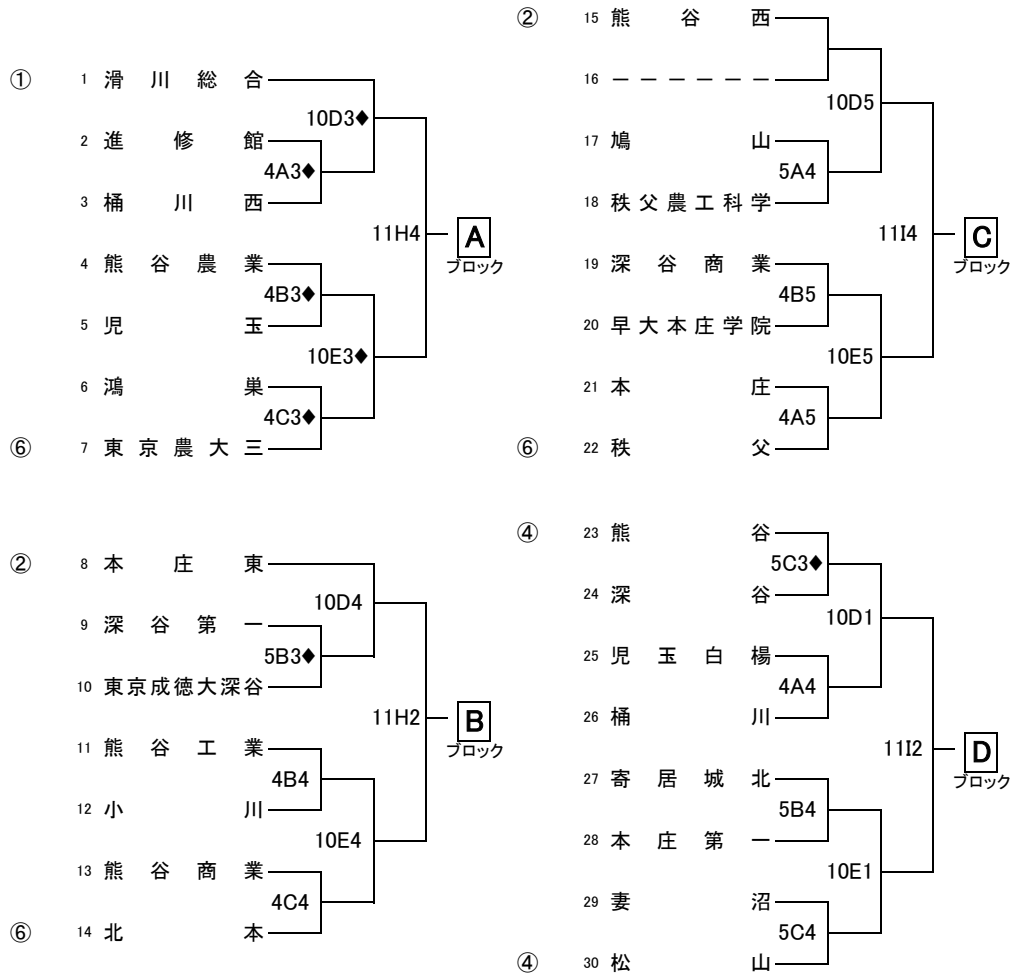 ① 1 滑川総合
10D3♦
2 進修館
4A3♦
3 桶川西
11H4
A
ブロック
4 熊谷農業
4B3♦
5 児玉
10E3♦
6 鴻巣
4C3♦
⑥ 7 東京農大三
② 8 本庄東
10D4
9 深谷第一
5B3♦
10 東京成徳大深谷
11H2
B
ブロック
11 熊谷工業
4B4
12 小川
10E4
13 熊谷商業
4C4
⑥ 14 北本
② 15 熊谷西
16 ーーーーーー
10D5
17 鳩山
5A4
18 秩父農工科学
11I4
C
ブロック
19 深谷商業
4B5
20 早大本庄学院
10E5
21 本庄
4A5
⑥ 22 秩父
④ 23 熊谷
5C3♦
24 深谷
10D1
25 児玉白楊
4A4
26 桶川
11I2
D
ブロック
27 寄居城北
5B4
28 本庄第一
10E1
29 妻沼
5C4
④ 30 松山